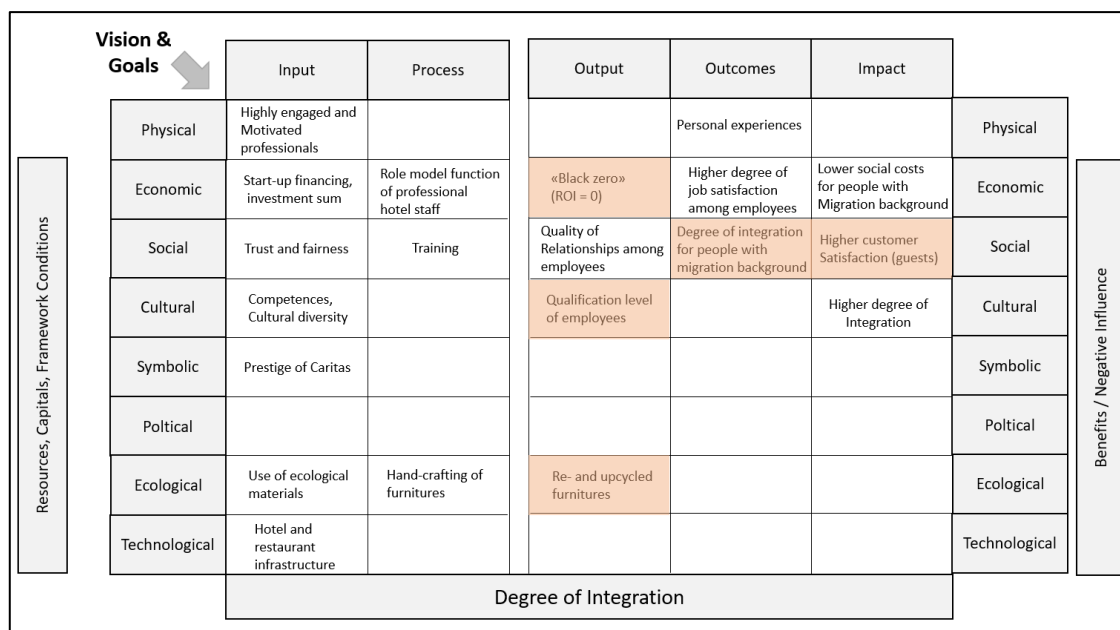 Vision &
Goals
Input
Process
Output
Outcomes
Impact
Physical
Highly engaged and
Motivated
professionals
Personal experiences
Physical
Economic
Start-up financing,
investment sum
Role model function
of professional
hotel staff
«Black zero»
(ROI = 0)
Higher degree of
job satisfaction
among employees
Lower social costs
for people with
Migration background
Economic
Social
Trust and fairness
Training
Quality of
Relationships among
employees
Degree of integration
for people with
migration background
Higher customer
Satisfaction (guests)
Social
Cultural
Competences,
Cultural diversity
Qualification level
of employees
Higher degree of
Integration
Cultural
Symbolic
Prestige of Caritas
Symbolic
Poltical
Poltical
Ecological
Use of ecological
materials
Hand-crafting of
furnitures
Re- and upcycled
furnitures
Ecological
Technological
Hotel and
restaurant
infrastructure
Technological
Degree of Integration
Resources, Capitals, Framework Conditions
Benefits / Negative Influence